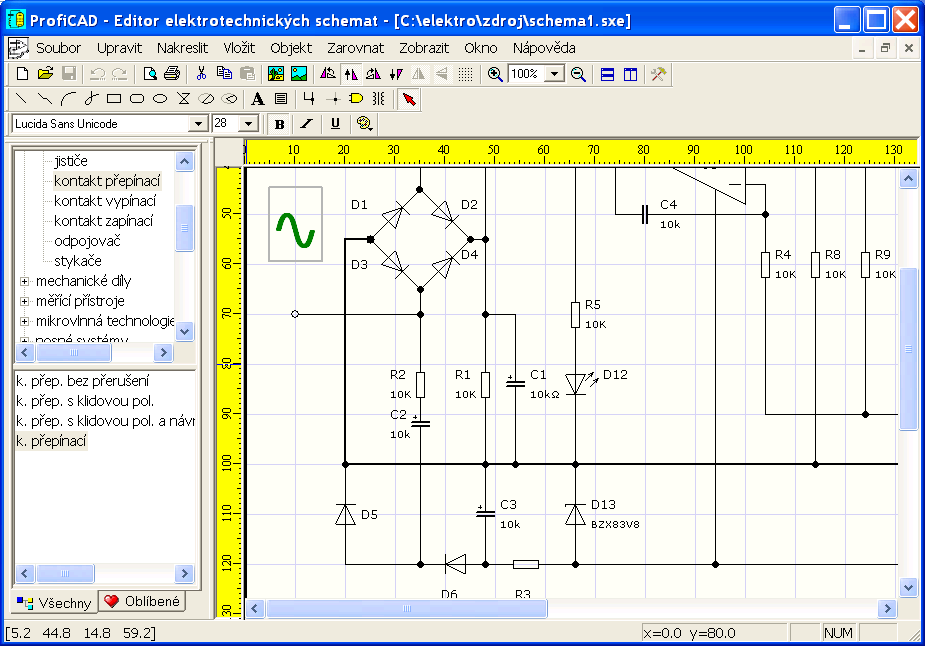 ProfiCAD - Editor elektrotechnických schemat - [C:\elektro\zdroj\schema1.sxe]
Soubor Upravit Nakreslit Vložit Objekt Zarovnat Zobrazit Okno Nápověda
100%
A
Lucida Sans Unicode 28 B I U
10 20 30 40 50 60 70 80 90 100 110 120 130
jističe
kontakt přepínací
kontakt vypínací
kontakt zapínací
odpojovač
stykače
mechanické díly
měřící přístroje
mikrovlnná technologie
nosné systémy
k. přep. bez přerušení
k. přep. s klidovou pol.
k. přep. s klidovou pol. a návr
k. přepínací
Všechny Oblíbené
50
60
70
80
90
100
110
120
130
D1 D2
D3 D4
C4
10k
R4
10K
R8
10K
R9
10K
R5
10K
R2
10K
R1
10K
C1
10kΩ
D12
C2
10k
D5
C3
10k
D13
BZX83V8
D6 R3
[5.2 44.8 14.8 59.2] x=0.0 y=80.0 NUM